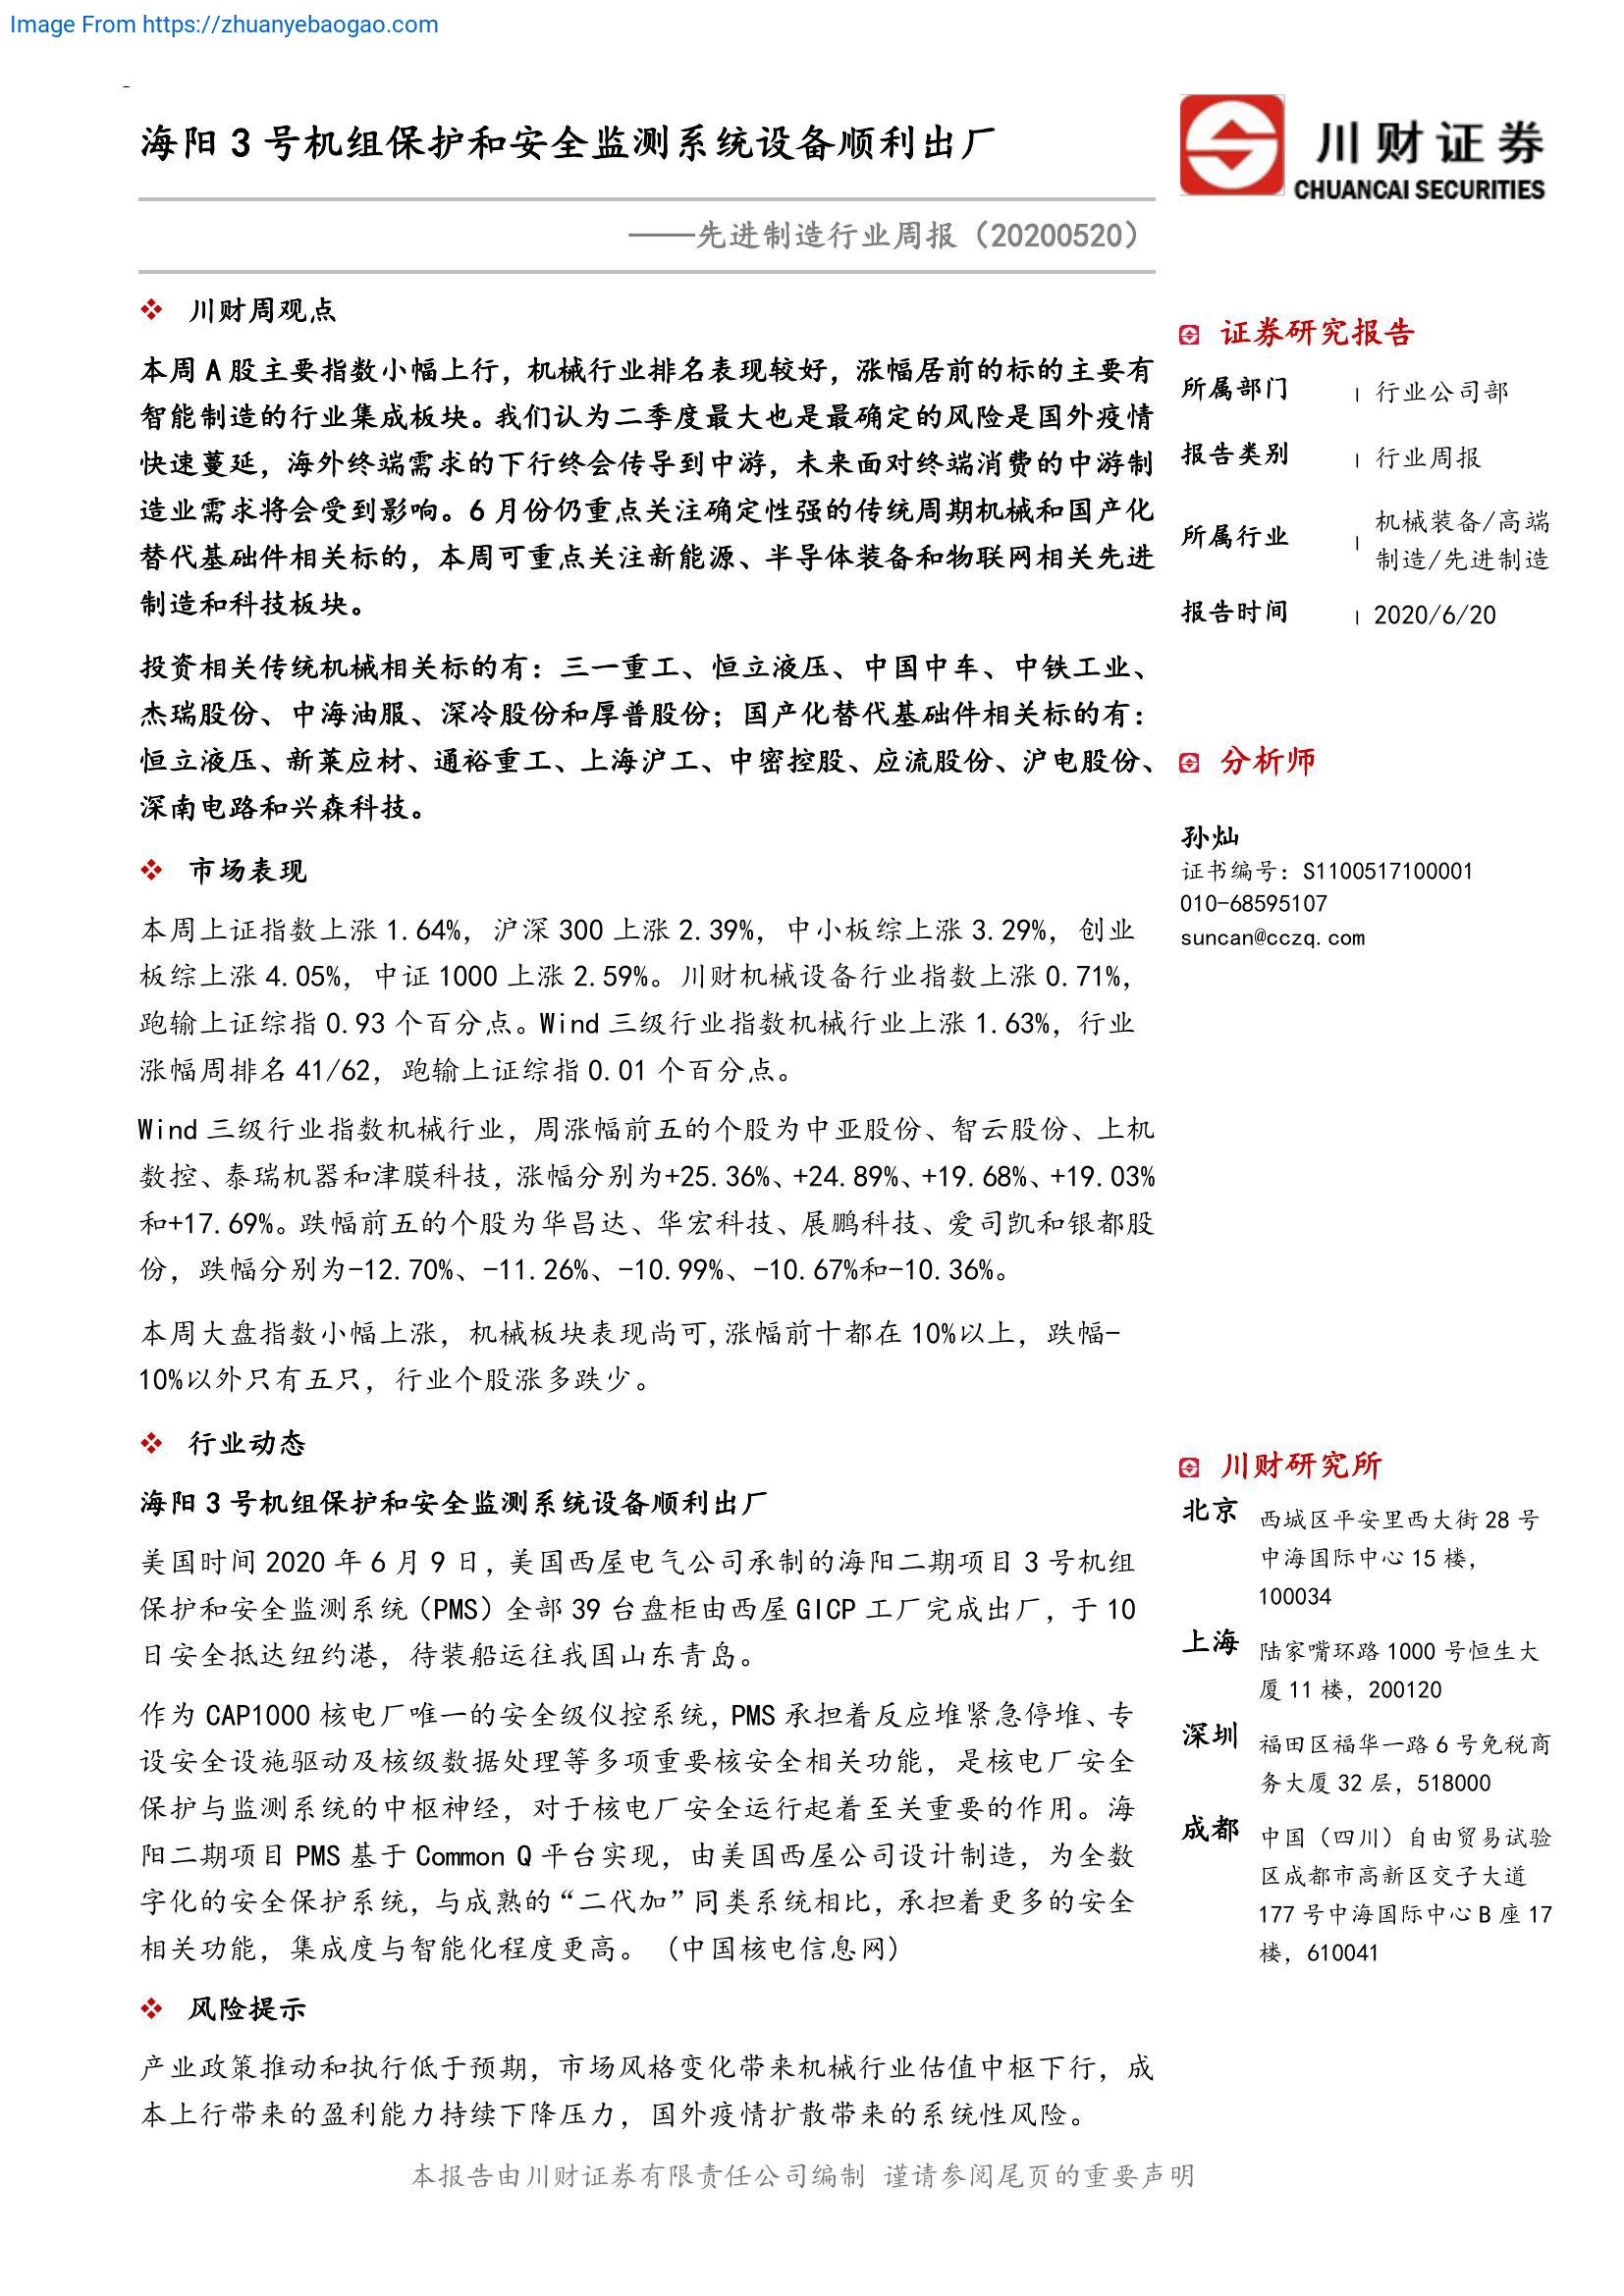 Image From https://zhuanyebaogao.com
海阳 3 号机组保护和安全监测系统设备顺利出厂
——先进制造行业周报（20200520）
川财证券
CHUANCAI SECURITIES
川财周观点
本周 A 股主要指数小幅上行，机械行业排名表现较好，涨幅居前的标的主要有
智能制造的行业集成板块。我们认为二季度最大也是最确定的风险是国外疫情
快速蔓延，海外终端需求的下行终会传导到中游，未来面对终端消费的中游制
造业需求将会受到影响。6 月份仍重点关注确定性强的传统周期机械和国产化
替代基础件相关标的，本周可重点关注新能源、半导体装备和物联网相关先进
制造和科技板块。
投资相关传统机械相关标的有：三一重工、恒立液压、中国中车、中铁工业、
杰瑞股份、中海油服、深冷股份和厚普股份；国产化替代基础件相关标的有：
恒立液压、新莱应材、通裕重工、上海沪工、中密控股、应流股份、沪电股份、
深南电路和兴森科技。
市场表现
本周上证指数上涨 1.64%，沪深 300 上涨 2.39%，中小板综上涨 3.29%，创业
板综上涨 4.05%，中证 1000 上涨 2.59%。川财机械设备行业指数上涨 0.71%，
跑输上证综指 0.93 个百分点。Wind 三级行业指数机械行业上涨 1.63%，行业
涨幅周排名 41/62，跑输上证综指 0.01 个百分点。
Wind 三级行业指数机械行业，周涨幅前五的个股为中亚股份、智云股份、上机
数控、泰瑞机器和津膜科技，涨幅分别为+25.36%、+24.89%、+19.68%、+19.03%
和+17.69%。跌幅前五的个股为华昌达、华宏科技、展鹏科技、爱司凯和银都股
份，跌幅分别为-12.70%、-11.26%、-10.99%、-10.67%和-10.36%。
本周大盘指数小幅上涨，机械板块表现尚可,涨幅前十都在 10%以上，跌幅-
10%以外只有五只，行业个股涨多跌少。
行业动态
海阳 3 号机组保护和安全监测系统设备顺利出厂
美国时间 2020 年 6 月 9 日，美国西屋电气公司承制的海阳二期项目 3 号机组
保护和安全监测系统（PMS）全部 39 台盘柜由西屋 GICP 工厂完成出厂，于 10
日安全抵达纽约港，待装船运往我国山东青岛。
作为 CAP1000 核电厂唯一的安全级仪控系统，PMS 承担着反应堆紧急停堆、专
设安全设施驱动及核级数据处理等多项重要核安全相关功能，是核电厂安全
保护与监测系统的中枢神经，对于核电厂安全运行起着至关重要的作用。海
阳二期项目 PMS 基于 Common Q 平台实现，由美国西屋公司设计制造，为全数
字化的安全保护系统，与成熟的“二代加”同类系统相比，承担着更多的安全
相关功能，集成度与智能化程度更高。（中国核电信息网）
风险提示
产业政策推动和执行低于预期，市场风格变化带来机械行业估值中枢下行，成
本上行带来的盈利能力持续下降压力，国外疫情扩散带来的系统性风险。
证券研究报告
所属部门 | 行业公司部
报告类别 | 行业周报
所属行业 | 机械装备/高端
制造/先进制造
报告时间 | 2020/6/20
分析师
孙灿
证书编号：S1100517100001
010-68595107
suncan@cczq.com
川财研究所
北京 西城区平安里西大街 28 号
中海国际中心 15 楼，
100034
上海 陆家嘴环路 1000 号恒生大
厦 11 楼，200120
深圳 福田区福华一路 6 号免税商
务大厦 32 层，518000
成都 中国（四川）自由贸易试验
区成都市高新区交子大道
177 号中海国际中心 B 座 17
楼，610041
本报告由川财证券有限责任公司编制 谨请参阅尾页的重要声明